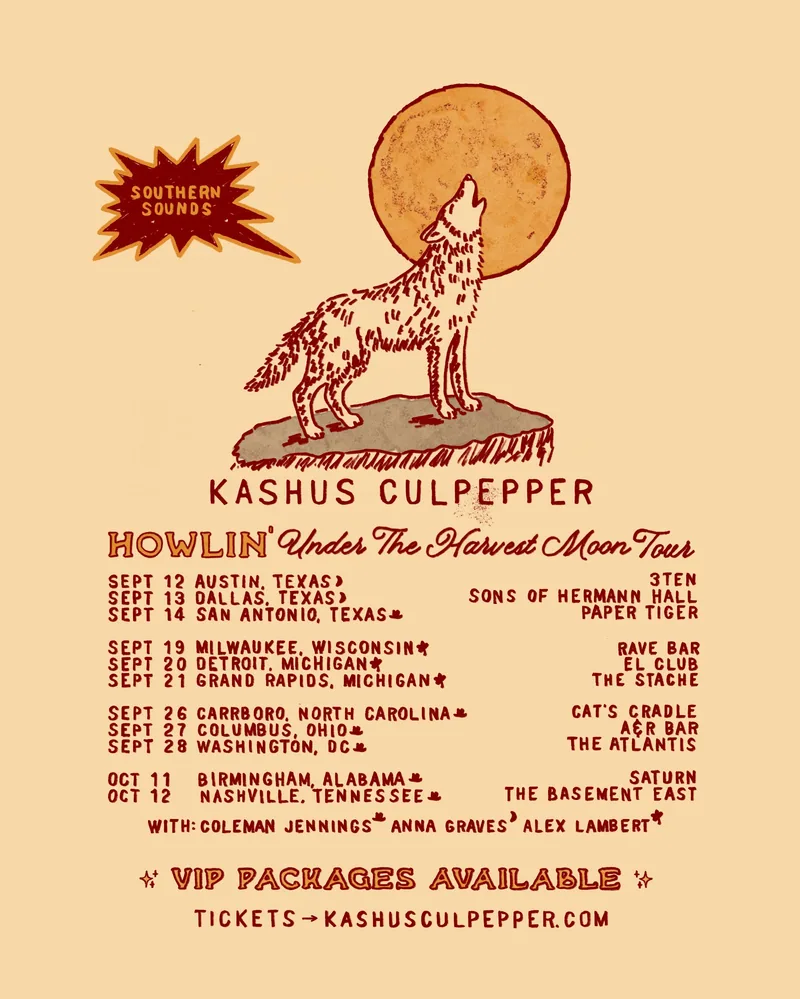 SOUTHERN
SOUNDS
KASHUS CULPEPPER
HOWLIN' Under The Harvest Moon Tour
SEPT 12 AUSTIN, TEXAS 3TEN
SEPT 13 DALLAS, TEXAS SONS OF HERMANN HALL
SEPT 14 SAN ANTONIO, TEXAS PAPER TIGER
SEPT 19 MILWAUKEE, WISCONSIN RAVE BAR
SEPT 20 DETROIT, MICHIGAN EL CLUB
SEPT 21 GRAND RAPIDS, MICHIGAN THE STACHE
SEPT 26 CARRBORO, NORTH CAROLINA CAT'S CRADLE
SEPT 27 COLUMBUS, OHIO A&R BAR
SEPT 28 WASHINGTON, DC THE ATLANTIS
OCT 11 BIRMINGHAM, ALABAMA SATURN
OCT 12 NASHVILLE, TENNESSEE THE BASEMENT EAST
WITH: COLEMAN JENNINGS ANNA GRAVES ALEX LAMBERT
VIP PACKAGES AVAILABLE
TICKETS → KASHUSCULPEPPER.COM